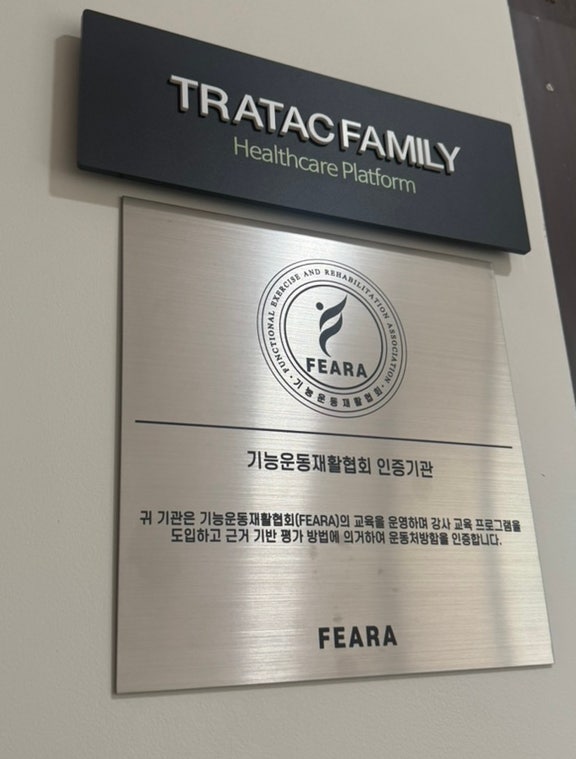 TRATAC FAMILY
Healthcare Platform
· FUNCTIONAL EXERCISE AND REHABILITATION ASSOCIATION ·
FEARA
기능운동재활협회
기능운동재활협회 인증기관
귀 기관은 기능운동재활협회(FEARA)의 교육을 운영하며 강사 교육 프로그램을
도입하고 근거 기반 평가 방법에 의거하여 운동처방함을 인증합니다.
FEARA